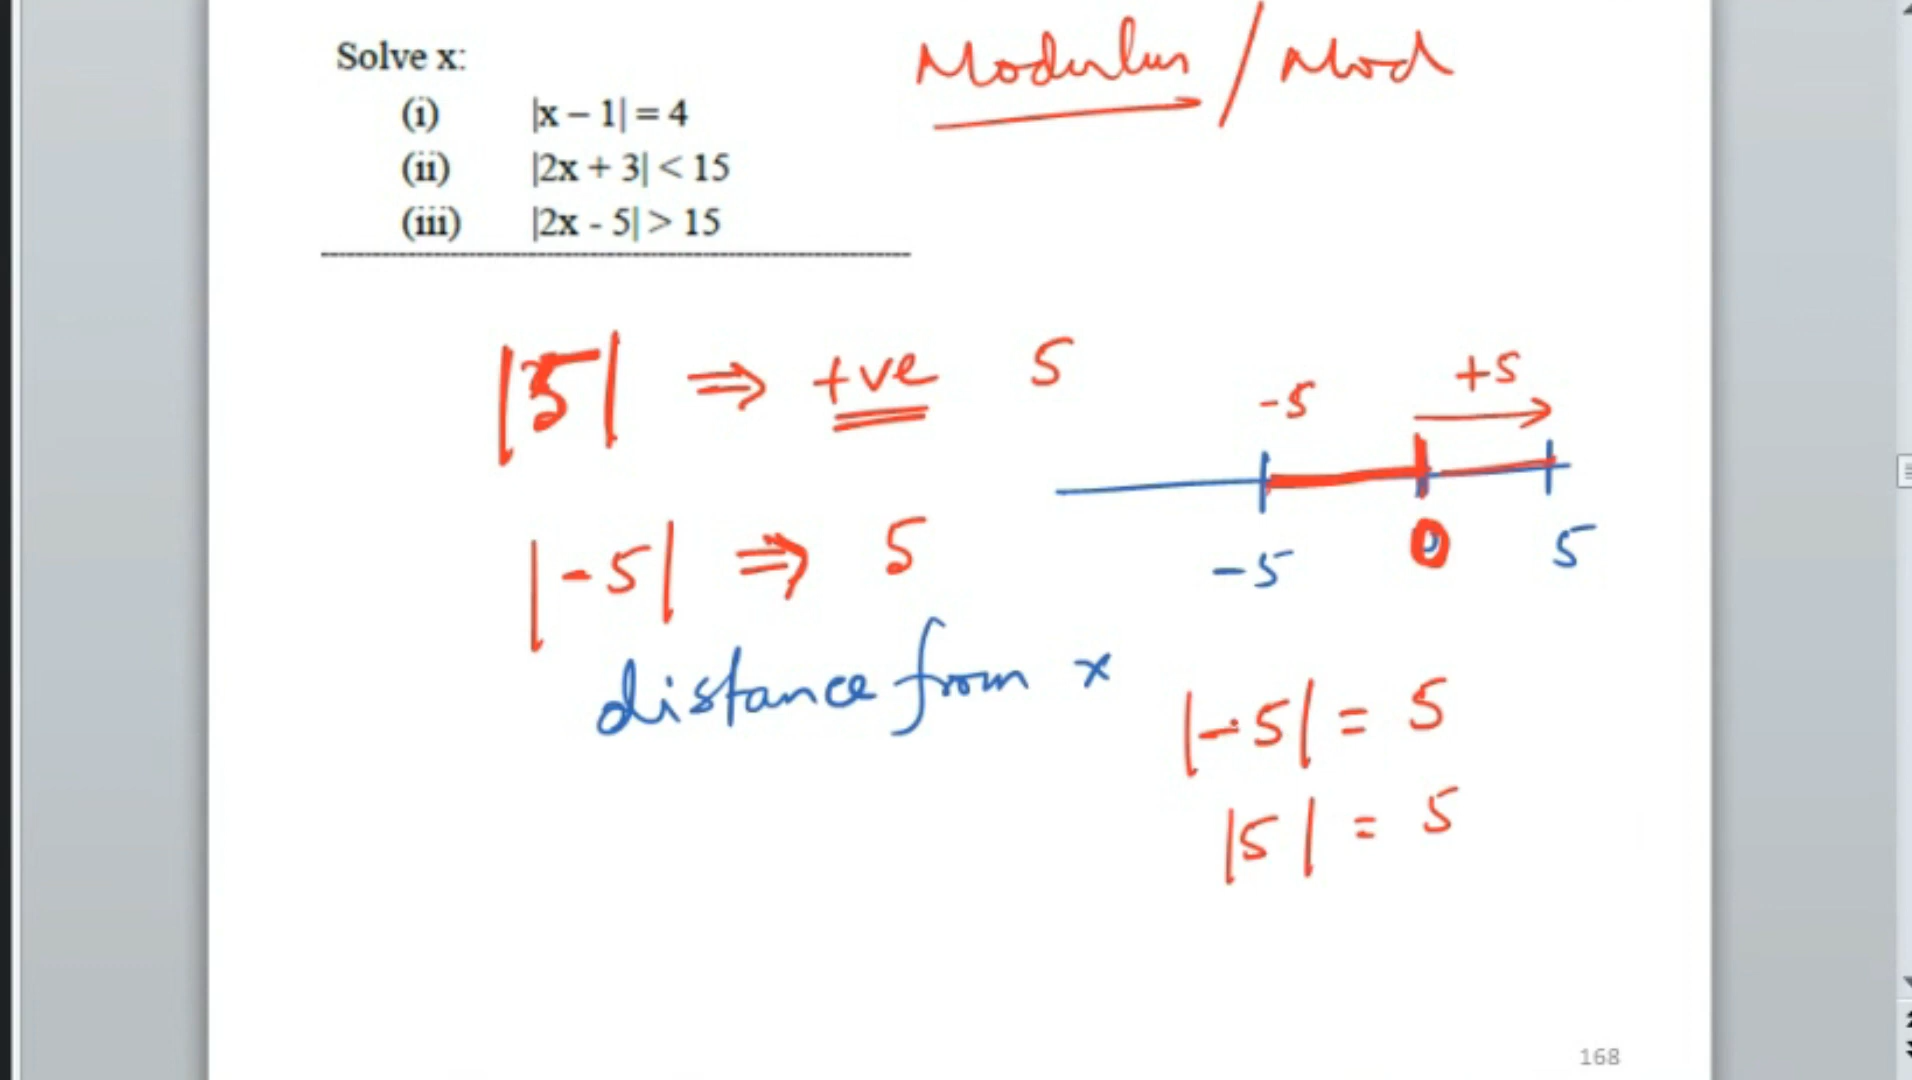 Solve x:
Modulus / Mod
(i) |x – 1| = 4
(ii) |2x + 3| < 15
(iii) |2x - 5| > 15
|5| ⇒ +ve 5
-5 +5
-5 0 5
|-5| ⇒ 5
distance from x
|-5| = 5
|5| = 5
168